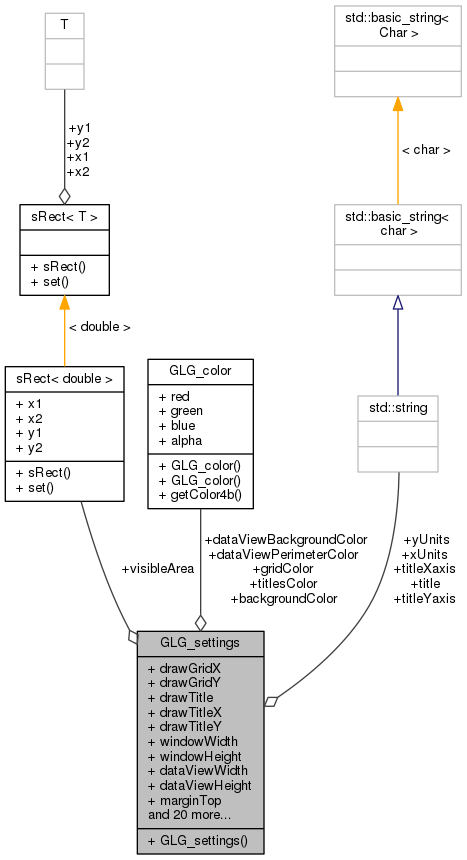 T
std::basic_string<
Char >
+y1
+y2
+x1
+x2
< char >
sRect< T >
+ sRect()
+ set()
std::basic_string<
char >
< double >
sRect< double >
+ x1
+ x2
+ y1
+ y2
+ sRect()
+ set()
GLG_color
+ red
+ green
+ blue
+ alpha
+ GLG_color()
+ GLG_color()
+ getColor4b()
std::string
+visibleArea
+dataViewBackgroundColor
+dataViewPerimeterColor
+gridColor
+titlesColor
+backgroundColor
+yUnits
+xUnits
+titleXaxis
+title
+titleYaxis
GLG_settings
+ drawGridX
+ drawGridY
+ drawTitle
+ drawTitleX
+ drawTitleY
+ windowWidth
+ windowHeight
+ dataViewWidth
+ dataViewHeight
+ marginTop
and 20 more...
+ GLG_settings()